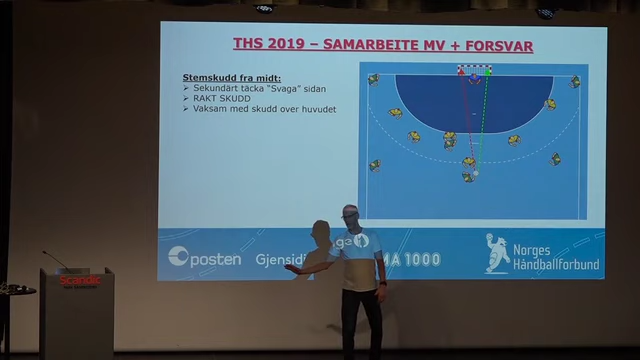 THS 2019 – SAMARBEITE MV + FORSVAR
Stemskudd fra midt:
Sekundärt täcka "Svaga" sidan
RAKT SKUDD
Vaksam med skudd over huvudet
posten
Gjensidi
MA 1000
Norges
Håndballforbund
Scandic